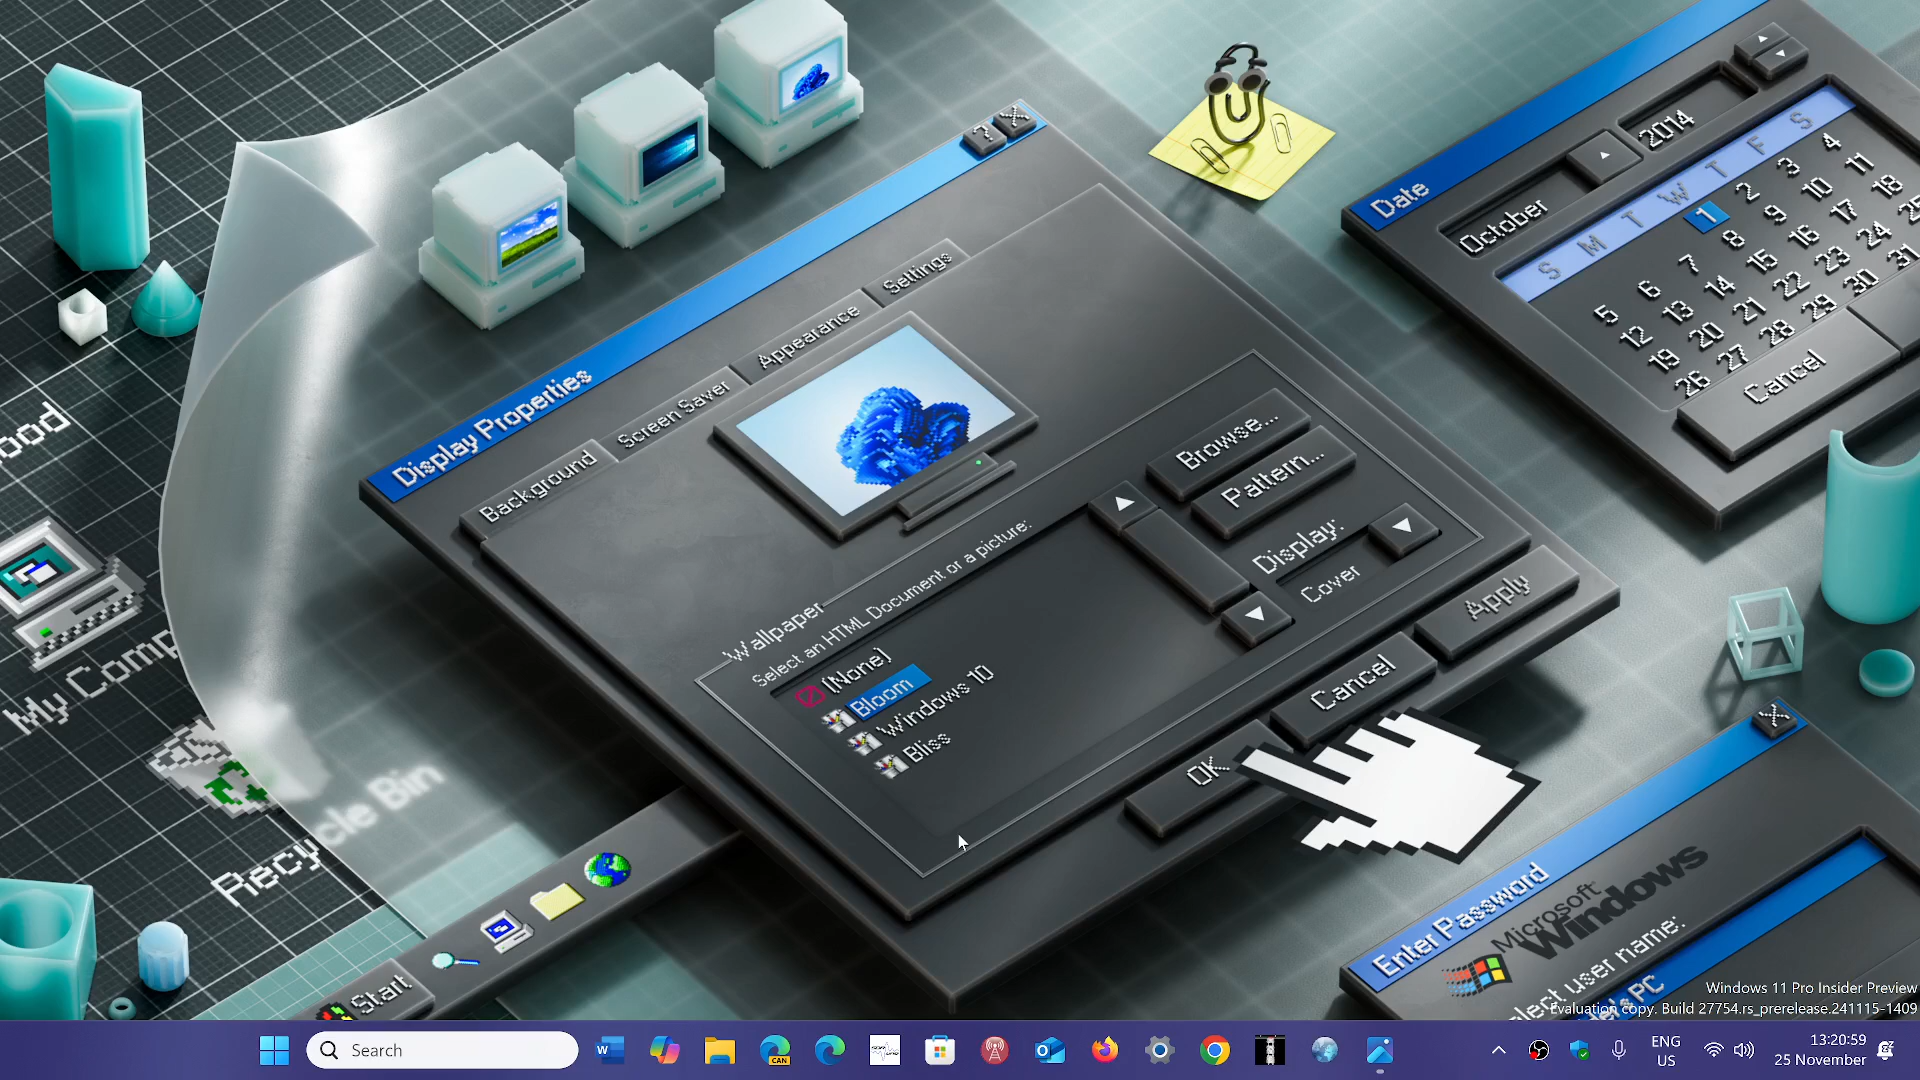 Display Properties
?
X
Background
Screen Saver
Appearance
Settings
Wallpaper
Select an HTML Document or a picture:
(None)
Bloom
Windows 10
Bliss
Browse...
Pattern...
Display:
Cover
OK
Cancel
Apply
Date
October
2014
S M T W T F S
1 2 3 4
5 6 7 8 9 10 11
12 13 14 15 16 17 18
19 20 21 22 23 24 25
26 27 28 29 30 31
Cancel
My Comp
Recycle Bin
Start
Enter Password
X
Microsoft
Windows
elect user name:
's PC
Windows 11 Pro Insider Preview
Evaluation copy. Build 27754.rs_prerelease.241115-1409
Search
W
CAN
ENG
US
13:20:59
25 November